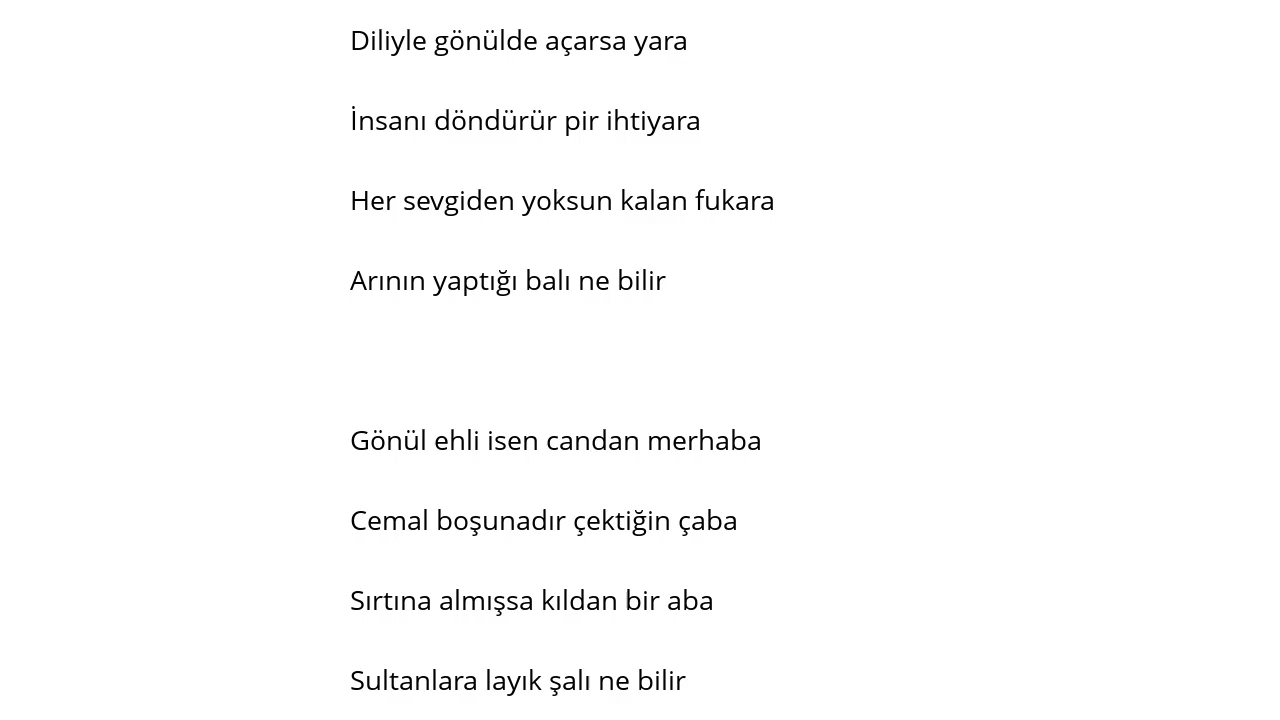 Diliyle gönülde açarsa yara
İnsanı döndürür pir ihtiyara
Her sevgiden yoksun kalan fukara
Arının yaptığı balı ne bilir
Gönül ehli isen candan merhaba
Cemal boşunadır çektiğin çaba
Sırtına almışsa kıldan bir aba
Sultanlara layık şalı ne bilir